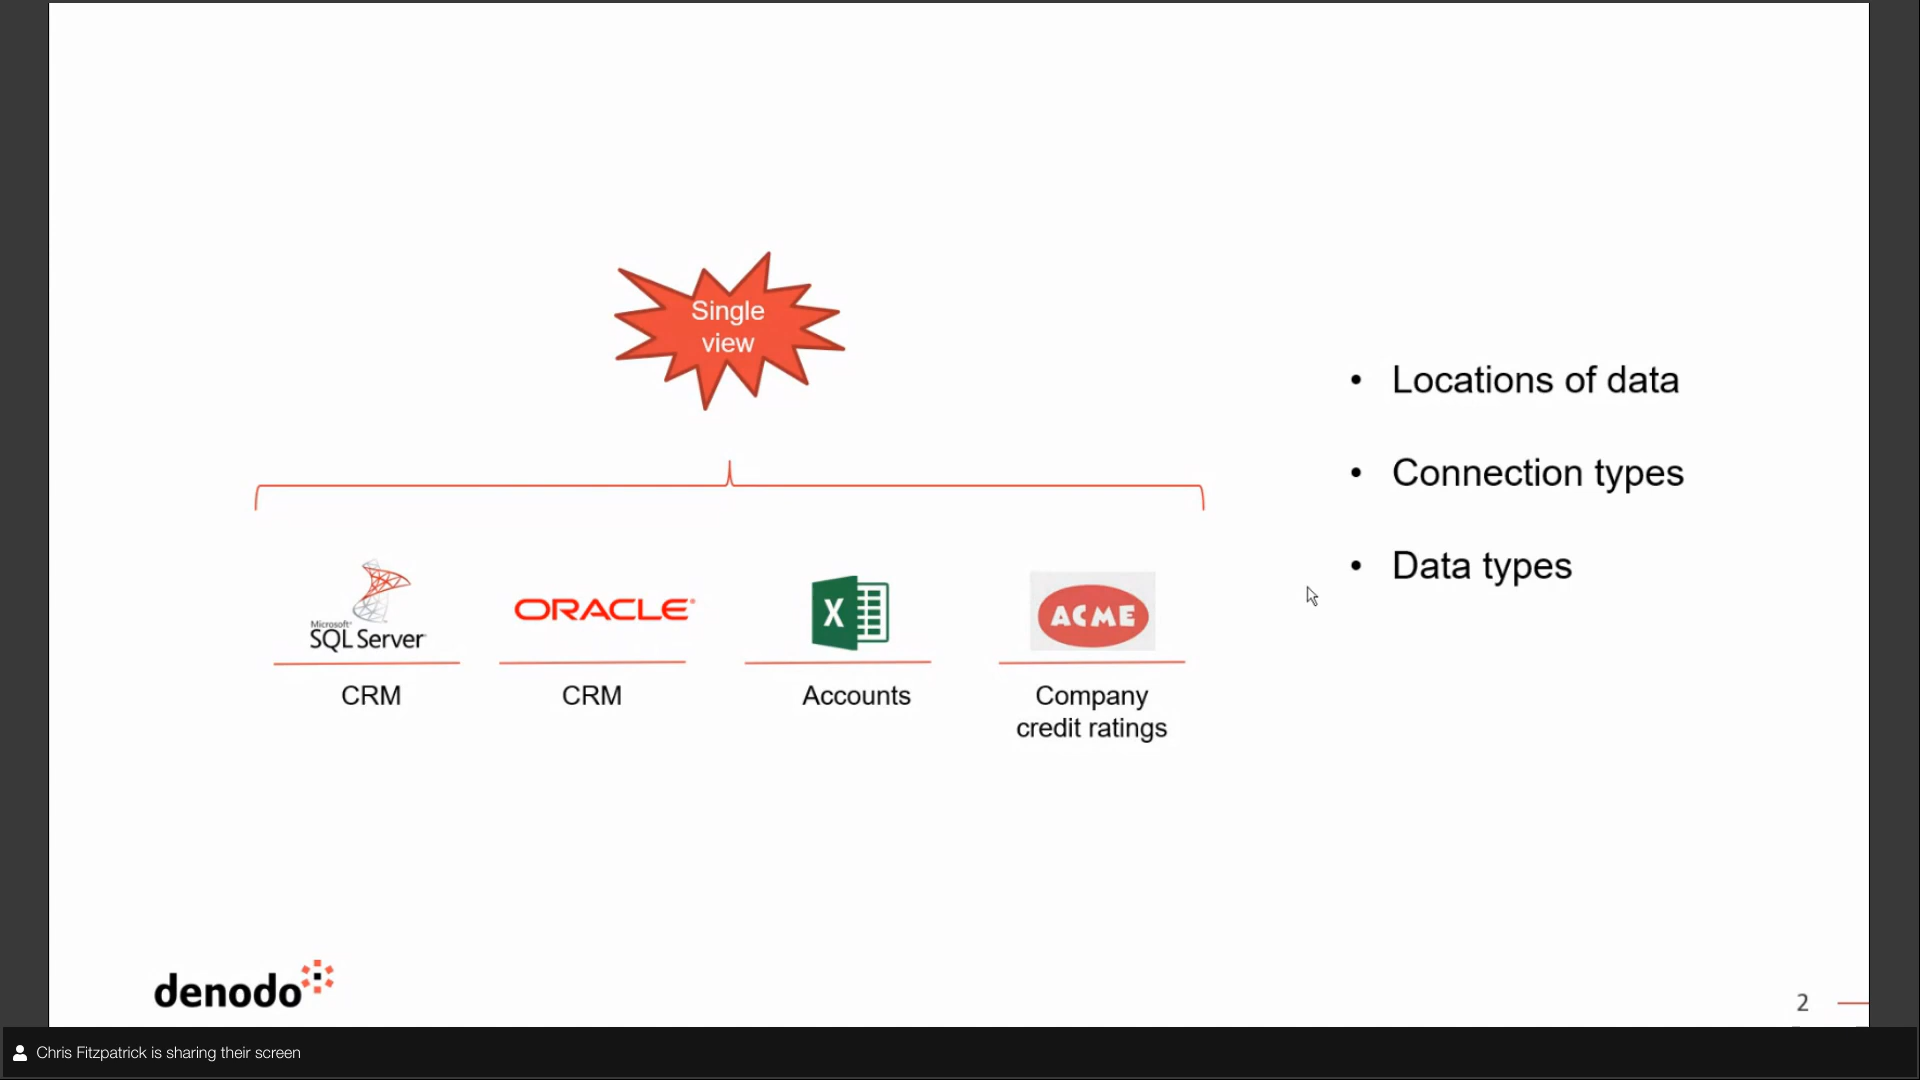 Single
view
Locations of data
Connection types
Data types
Microsoft®
SQL Server
ORACLE®
X
ACME
CRM
CRM
Accounts
Company
credit ratings
denodo
2
Chris Fitzpatrick is sharing their screen